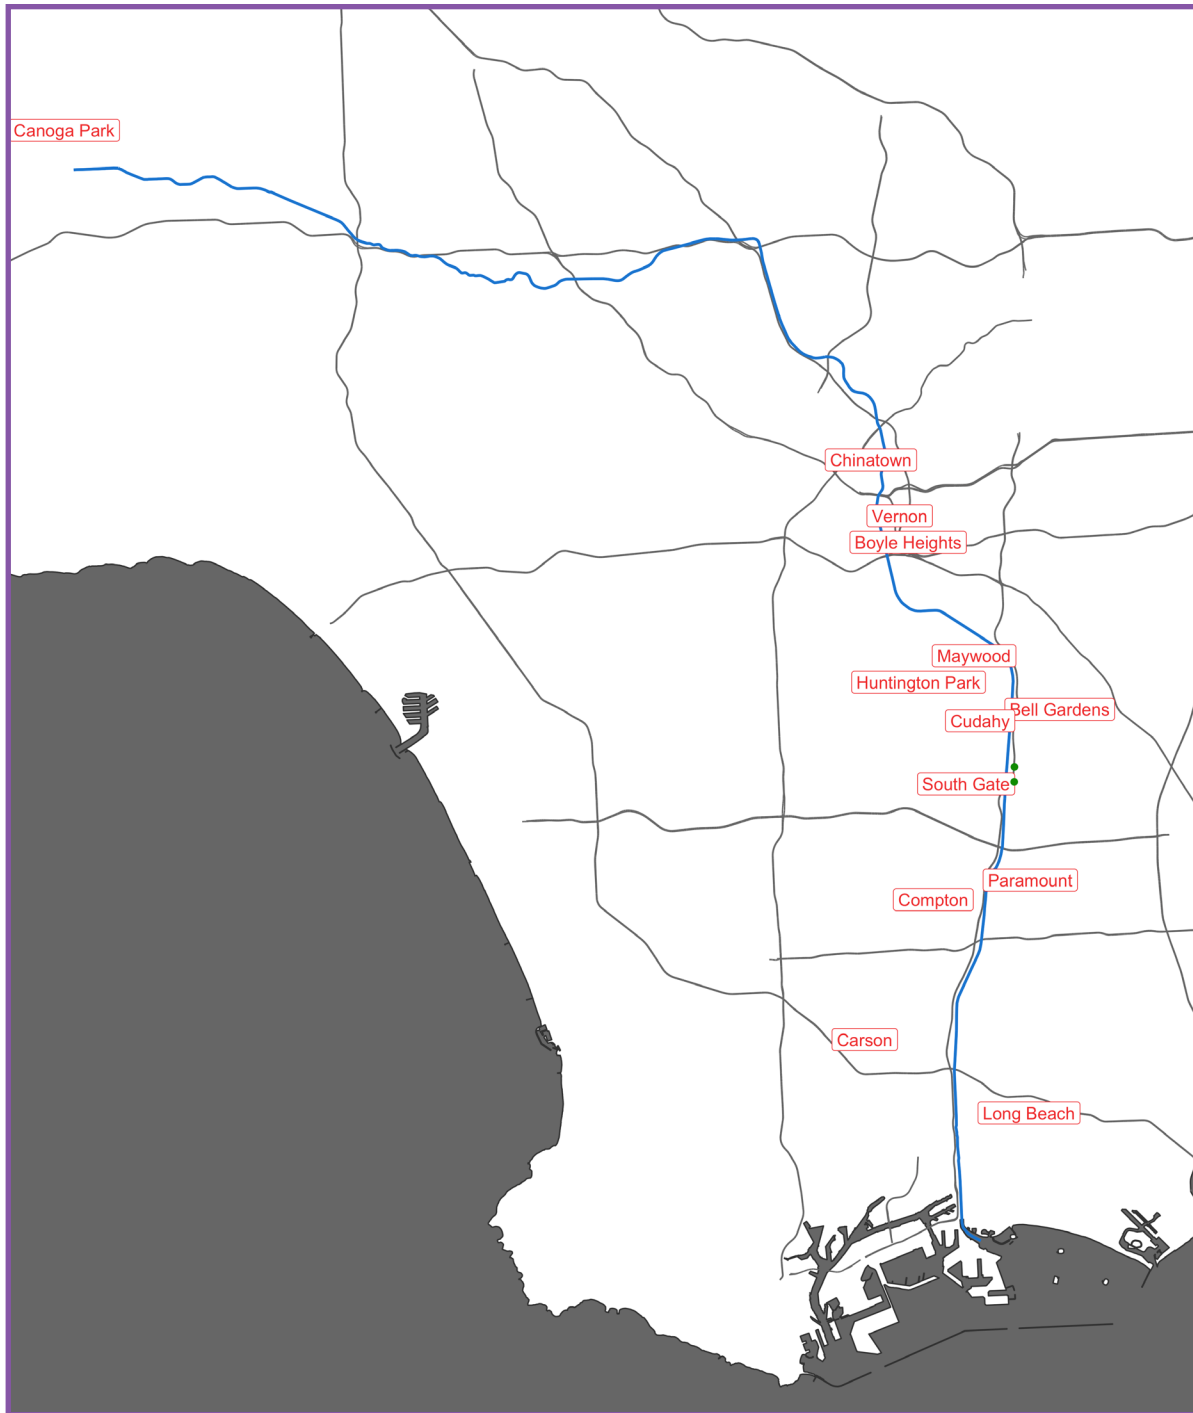 Canoga Park
Chinatown
Vernon
Boyle Heights
Maywood
Huntington Park
Bell Gardens
Cudahy
South Gate
Paramount
Compton
Carson
Long Beach